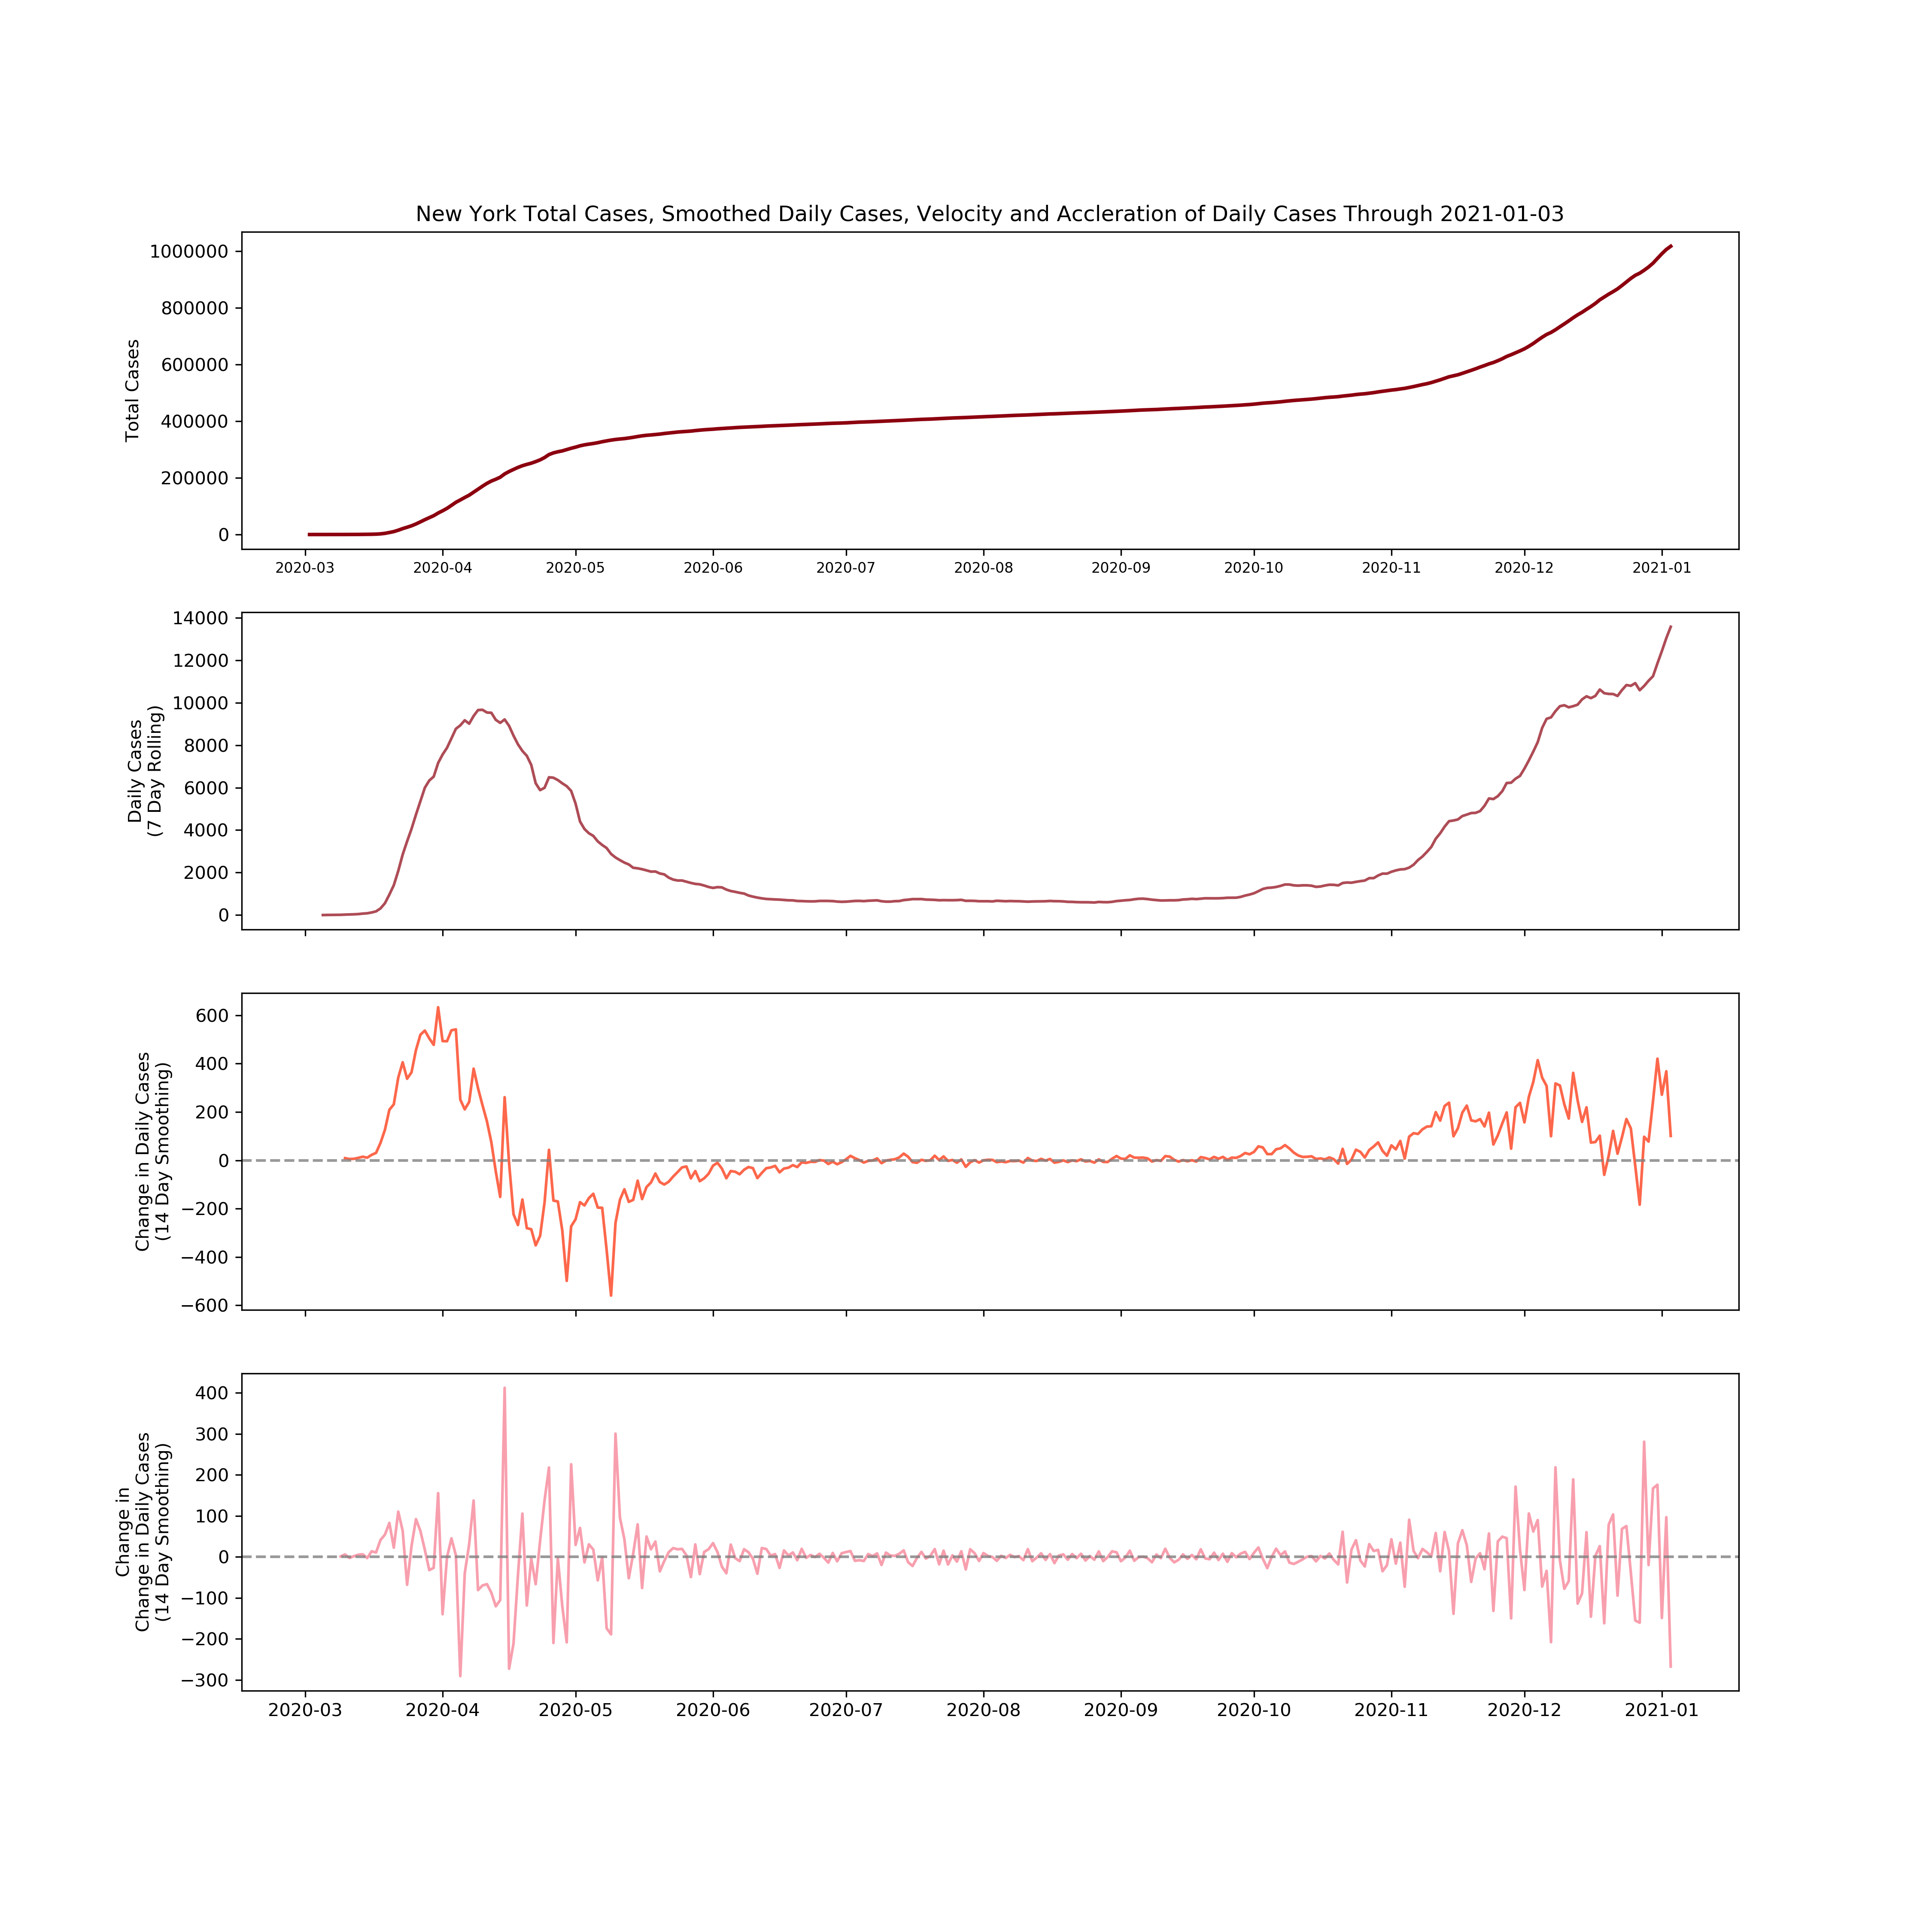 New York Total Cases, Smoothed Daily Cases, Velocity and Accleration of Daily Cases Through 2021-01-03
Total Cases
1000000
800000
600000
400000
200000
0
2020-03 2020-04 2020-05 2020-06 2020-07 2020-08 2020-09 2020-10 2020-11 2020-12 2021-01
Daily Cases
(7 Day Rolling)
14000
12000
10000
8000
6000
4000
2000
0
Change in Daily Cases
(14 Day Smoothing)
600
400
200
0
−200
−400
−600
Change in
Change in Daily Cases
(14 Day Smoothing)
400
300
200
100
0
−100
−200
−300
2020-03 2020-04 2020-05 2020-06 2020-07 2020-08 2020-09 2020-10 2020-11 2020-12 2021-01